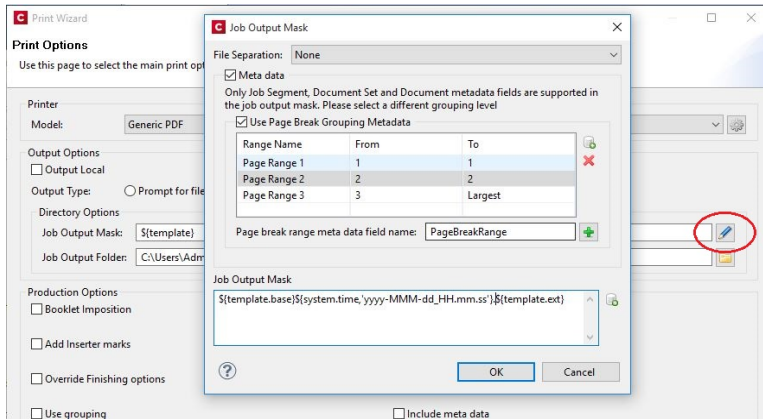 C Print Wizard
Print Options
Use this page to select the main print opt
Printer
Model: Generic PDF
Output Options
Output Local
Output Type: Prompt for file
Directory Options
Job Output Mask: ${template}
Job Output Folder: C:\Users\Adm
Production Options
Booklet Imposition
Add Inserter marks
Override Finishing options
Use grouping
Include meta data
C Job Output Mask
File Separation: None
Meta data
Only Job Segment, Document Set and Document metadata fields are supported in
the job output mask. Please select a different grouping level
Use Page Break Grouping Metadata
Range Name From To
Page Range 1 1 1
Page Range 2 2 2
Page Range 3 3 Largest
Page break range meta data field name: PageBreakRange
Job Output Mask
${template.base}${system.time,'yyyy-MMM-dd_HH.mm.ss'}.${template.ext}
?
OK Cancel